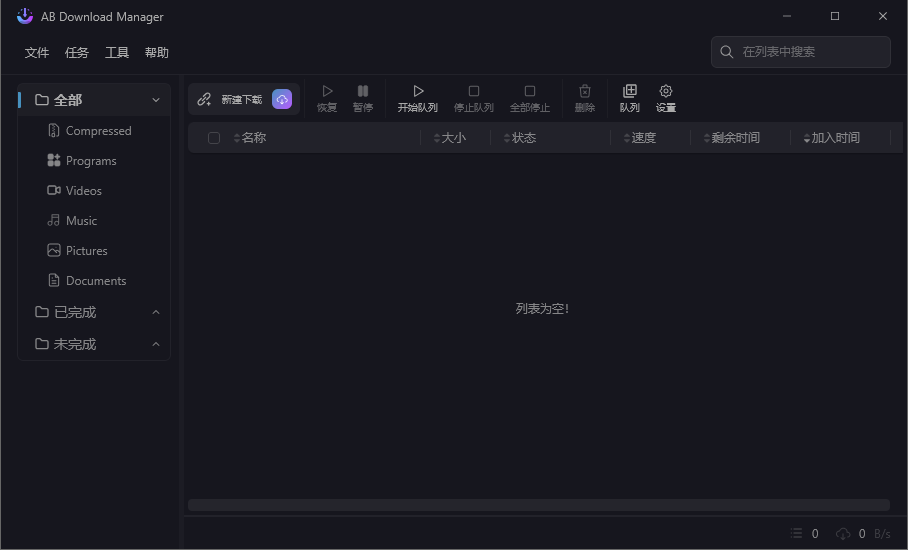 AB Download Manager
文件 任务 工具 帮助
在列表中搜索
全部
Compressed
Programs
Videos
Music
Pictures
Documents
已完成
未完成
新建下载 恢复 暂停 开始队列 停止队列 全部停止 删除 队列 设置
名称 大小 状态 速度 剩余时间 加入时间
列表为空!
0 0 B/s